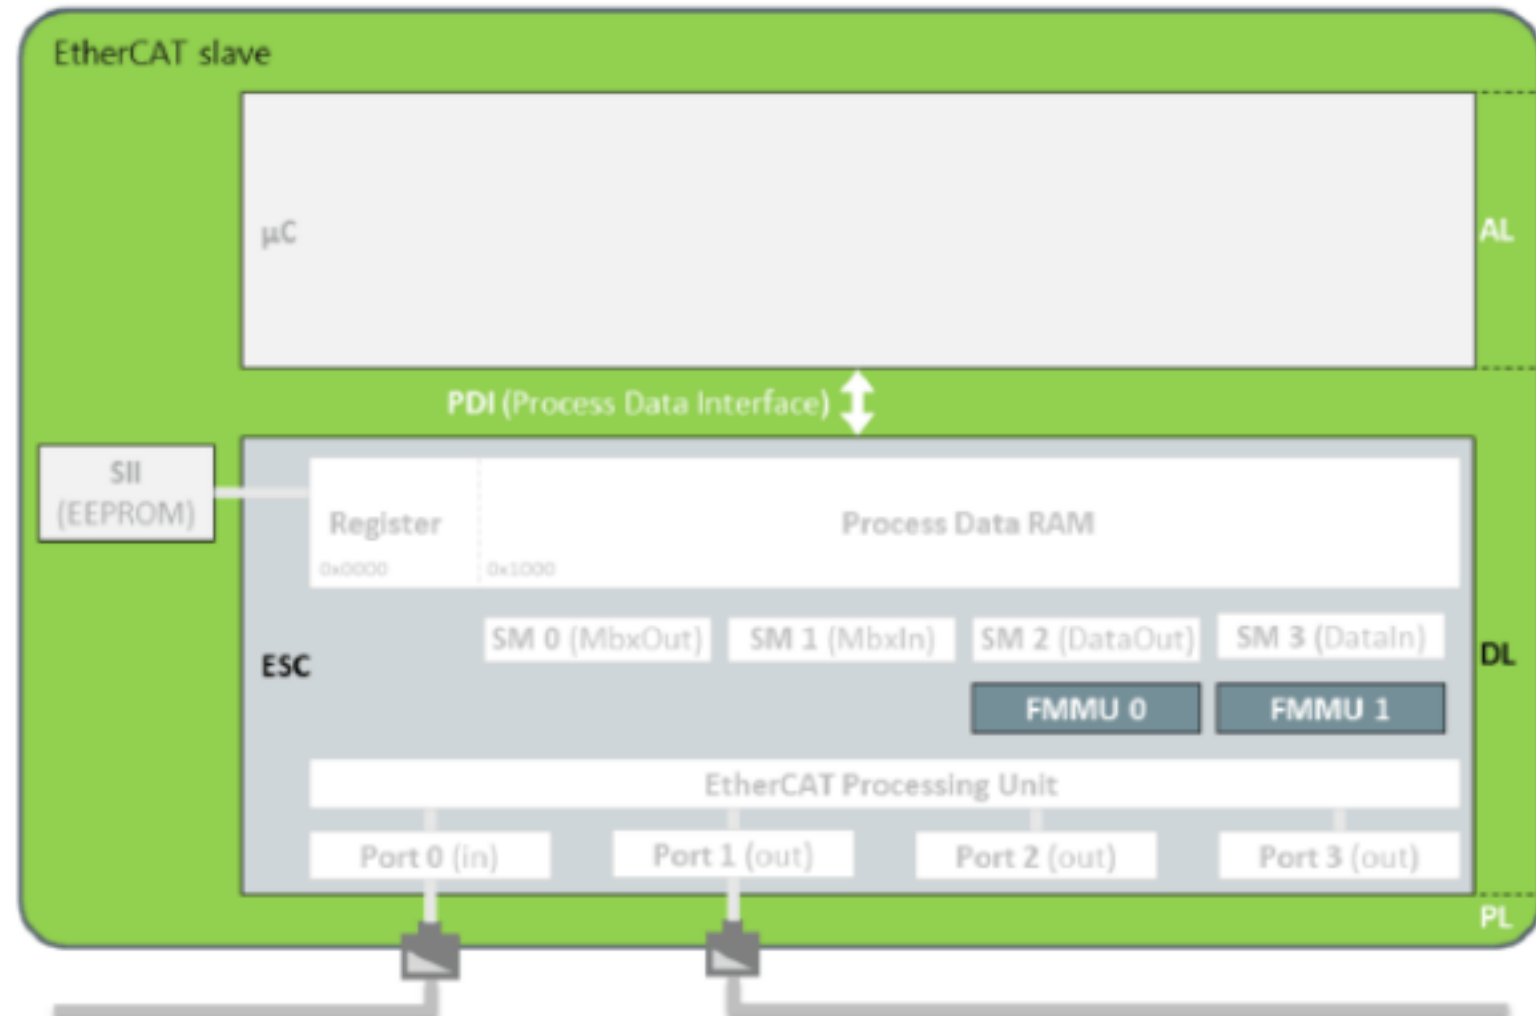 EtherCAT slave
µC
AL
PDI (Process Data Interface)
SII
(EEPROM)
Register
Process Data RAM
0x0000
0x1000
SM 0 (MbxOut)
SM 1 (MbxIn)
SM 2 (DataOut)
SM 3 (DataIn)
ESC
DL
FMMU 0
FMMU 1
EtherCAT Processing Unit
Port 0 (in)
Port 1 (out)
Port 2 (out)
Port 3 (out)
PL